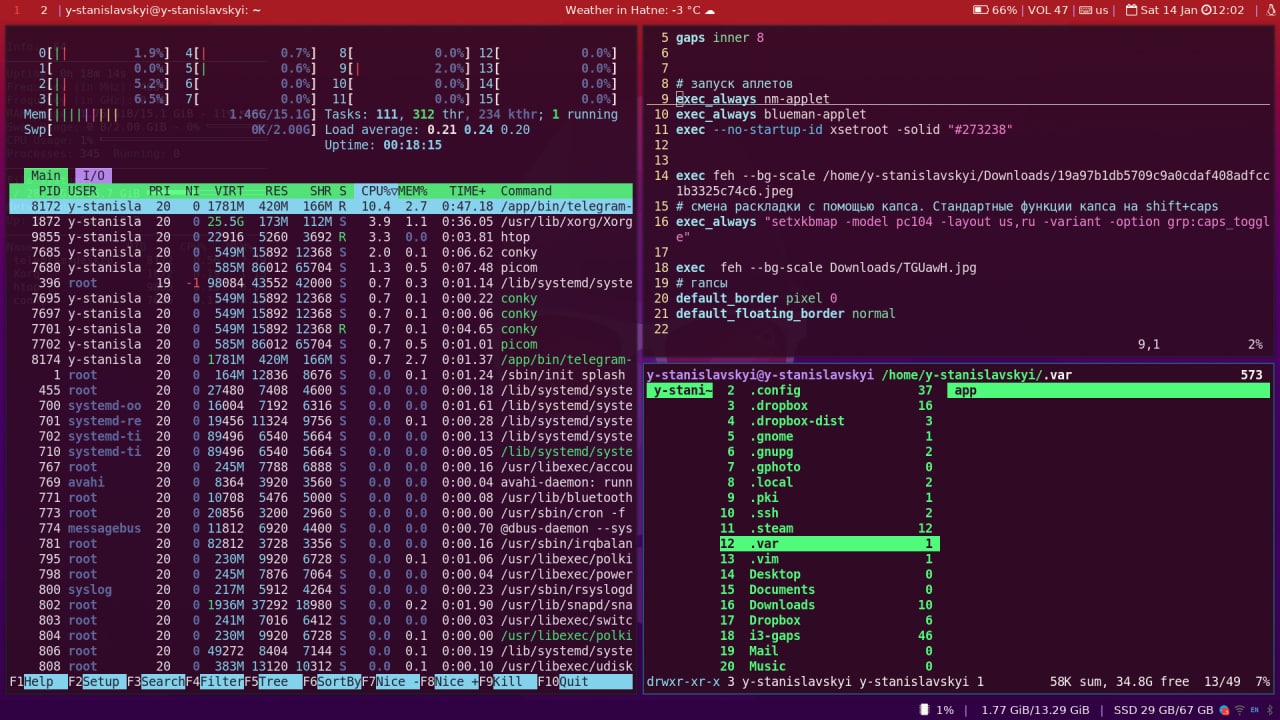 1 2 | y-stanislavskyi@y-stanislavskyi: ~
Weather in Hatne: -3 °C ☁
66% | VOL 47 | us | Sat 14 Jan 12:02 |
0[|| 1.9%] 4[| 0.7%] 8[ 0.0%] 12[ 0.0%]
1[ 0.0%] 5[| 0.6%] 9[| 2.0%] 13[ 0.0%]
2[|| 5.2%] 6[ 0.0%] 10[ 0.0%] 14[ 0.0%]
3[|| 6.5%] 7[ 0.0%] 11[ 0.0%] 15[ 0.0%]
Mem[||||||||| 1.46G/15.1G] Tasks: 111, 312 thr, 234 kthr; 1 running
Swp[ 0K/2.00G] Load average: 0.21 0.24 0.20
Uptime: 00:18:15
Main I/O
PID USER PRI NI VIRT RES SHR S CPU%▽MEM% TIME+ Command
8172 y-stanisla 20 0 1781M 420M 166M R 10.4 2.7 0:47.18 /app/bin/telegram-
1872 y-stanisla 20 0 25.5G 173M 112M S 3.9 1.1 0:36.05 /usr/lib/xorg/Xorg
9855 y-stanisla 20 0 22916 5260 3692 R 3.3 0.0 0:03.81 htop
7685 y-stanisla 20 0 549M 15892 12368 S 2.0 0.1 0:06.62 conky
7680 y-stanisla 20 0 585M 86012 65704 S 1.3 0.5 0:07.48 picom
396 root 19 -1 98084 43552 42000 S 0.7 0.3 0:01.14 /lib/systemd/syste
7695 y-stanisla 20 0 549M 15892 12368 S 0.7 0.1 0:00.22 conky
7697 y-stanisla 20 0 549M 15892 12368 S 0.7 0.1 0:00.06 conky
7701 y-stanisla 20 0 549M 15892 12368 R 0.7 0.1 0:04.65 conky
7702 y-stanisla 20 0 585M 86012 65704 S 0.7 0.5 0:01.01 picom
8174 y-stanisla 20 0 1781M 420M 166M S 0.7 2.7 0:01.37 /app/bin/telegram-
1 root 20 0 164M 12836 8676 S 0.0 0.1 0:01.24 /sbin/init splash
455 root 20 0 27480 7408 4600 S 0.0 0.0 0:00.18 /lib/systemd/syste
700 systemd-oo 20 0 16004 7192 6316 S 0.0 0.0 0:01.61 /lib/systemd/syste
701 systemd-re 20 0 19456 11324 9756 S 0.0 0.1 0:00.28 /lib/systemd/syste
702 systemd-ti 20 0 89496 6540 5664 S 0.0 0.0 0:00.13 /lib/systemd/syste
710 systemd-ti 20 0 89496 6540 5664 S 0.0 0.0 0:00.05 /lib/systemd/syste
767 root 20 0 245M 7788 6888 S 0.0 0.0 0:00.21 /usr/libexec/accou
769 avahi 20 0 8364 3920 3560 S 0.0 0.0 0:00.04 avahi-daemon: runn
771 root 20 0 10708 5476 5000 S 0.0 0.0 0:00.08 /usr/lib/bluetooth
773 root 20 0 20856 3200 2960 S 0.0 0.0 0:00.00 /usr/sbin/cron -f
774 messagebus 20 0 11812 6920 4400 S 0.0 0.0 0:00.70 @dbus-daemon --sys
781 root 20 0 82812 3728 3356 S 0.0 0.0 0:00.16 /usr/sbin/irqbalan
795 root 20 0 230M 9920 6728 S 0.0 0.1 0:01.06 /usr/libexec/polki
798 root 20 0 245M 7876 7064 S 0.0 0.0 0:00.04 /usr/libexec/power
800 syslog 20 0 217M 5912 4264 S 0.0 0.0 0:00.23 /usr/sbin/rsyslogd
802 root 20 0 1936M 37292 18980 S 0.0 0.2 0:01.90 /usr/lib/snapd/sna
803 root 20 0 241M 7016 6412 S 0.0 0.0 0:00.03 /usr/libexec/switc
804 root 20 0 230M 9920 6728 S 0.0 0.1 0:00.00 /usr/libexec/polki
806 root 20 0 49272 8404 7144 S 0.0 0.1 0:00.19 /usr/libexec/syste
808 root 20 0 383M 13120 10312 S 0.0 0.1 0:00.10 /usr/libexec/udisk
F1Help F2Setup F3SearchF4FilterF5Tree F6SortByF7Nice -F8Nice +F9Kill F10Quit
5 gaps inner 8
6
7
8 # запуск аплетов
9 exec_always nm-applet
10 exec_always blueman-applet
11 exec --no-startup-id xsetroot -solid "#273238"
12
13
14 exec feh --bg-scale /home/y-stanislavskyi/Downloads/19a97b1db5709c9a0cdaf408adfcc
1b3325c74c6.jpeg
15 # смена раскладки с помощью капса. Стандартные функции капса на shift+caps
16 exec_always "setxkbmap -model pc104 -layout us,ru -variant -option grp:caps_toggl
e"
17
18 exec  feh --bg-scale Downloads/TGUawH.jpg
19 # гапсы
20 default_border pixel 0
21 default_floating_border normal
22
9,1 2%
y-stanislavskyi@y-stanislavskyi /home/y-stanislavskyi/.var 573
y-stani~ 2 .config 37 app
3 .dropbox 16
4 .dropbox-dist 3
5 .gnome 1
6 .gnupg 2
7 .gphoto 0
8 .local 2
9 .pki 1
10 .ssh 2
11 .steam 12
12 .var 1
13 .vim 1
14 Desktop 0
15 Documents 0
16 Downloads 10
17 Dropbox 6
18 i3-gaps 46
19 Mail 0
20 Music 0
drwxr-xr-x 3 y-stanislavskyi y-stanislavskyi 1 58K sum, 34.8G free 13/49 7%
1% | 1.77 GiB/13.29 GiB | SSD 29 GB/67 GB EN